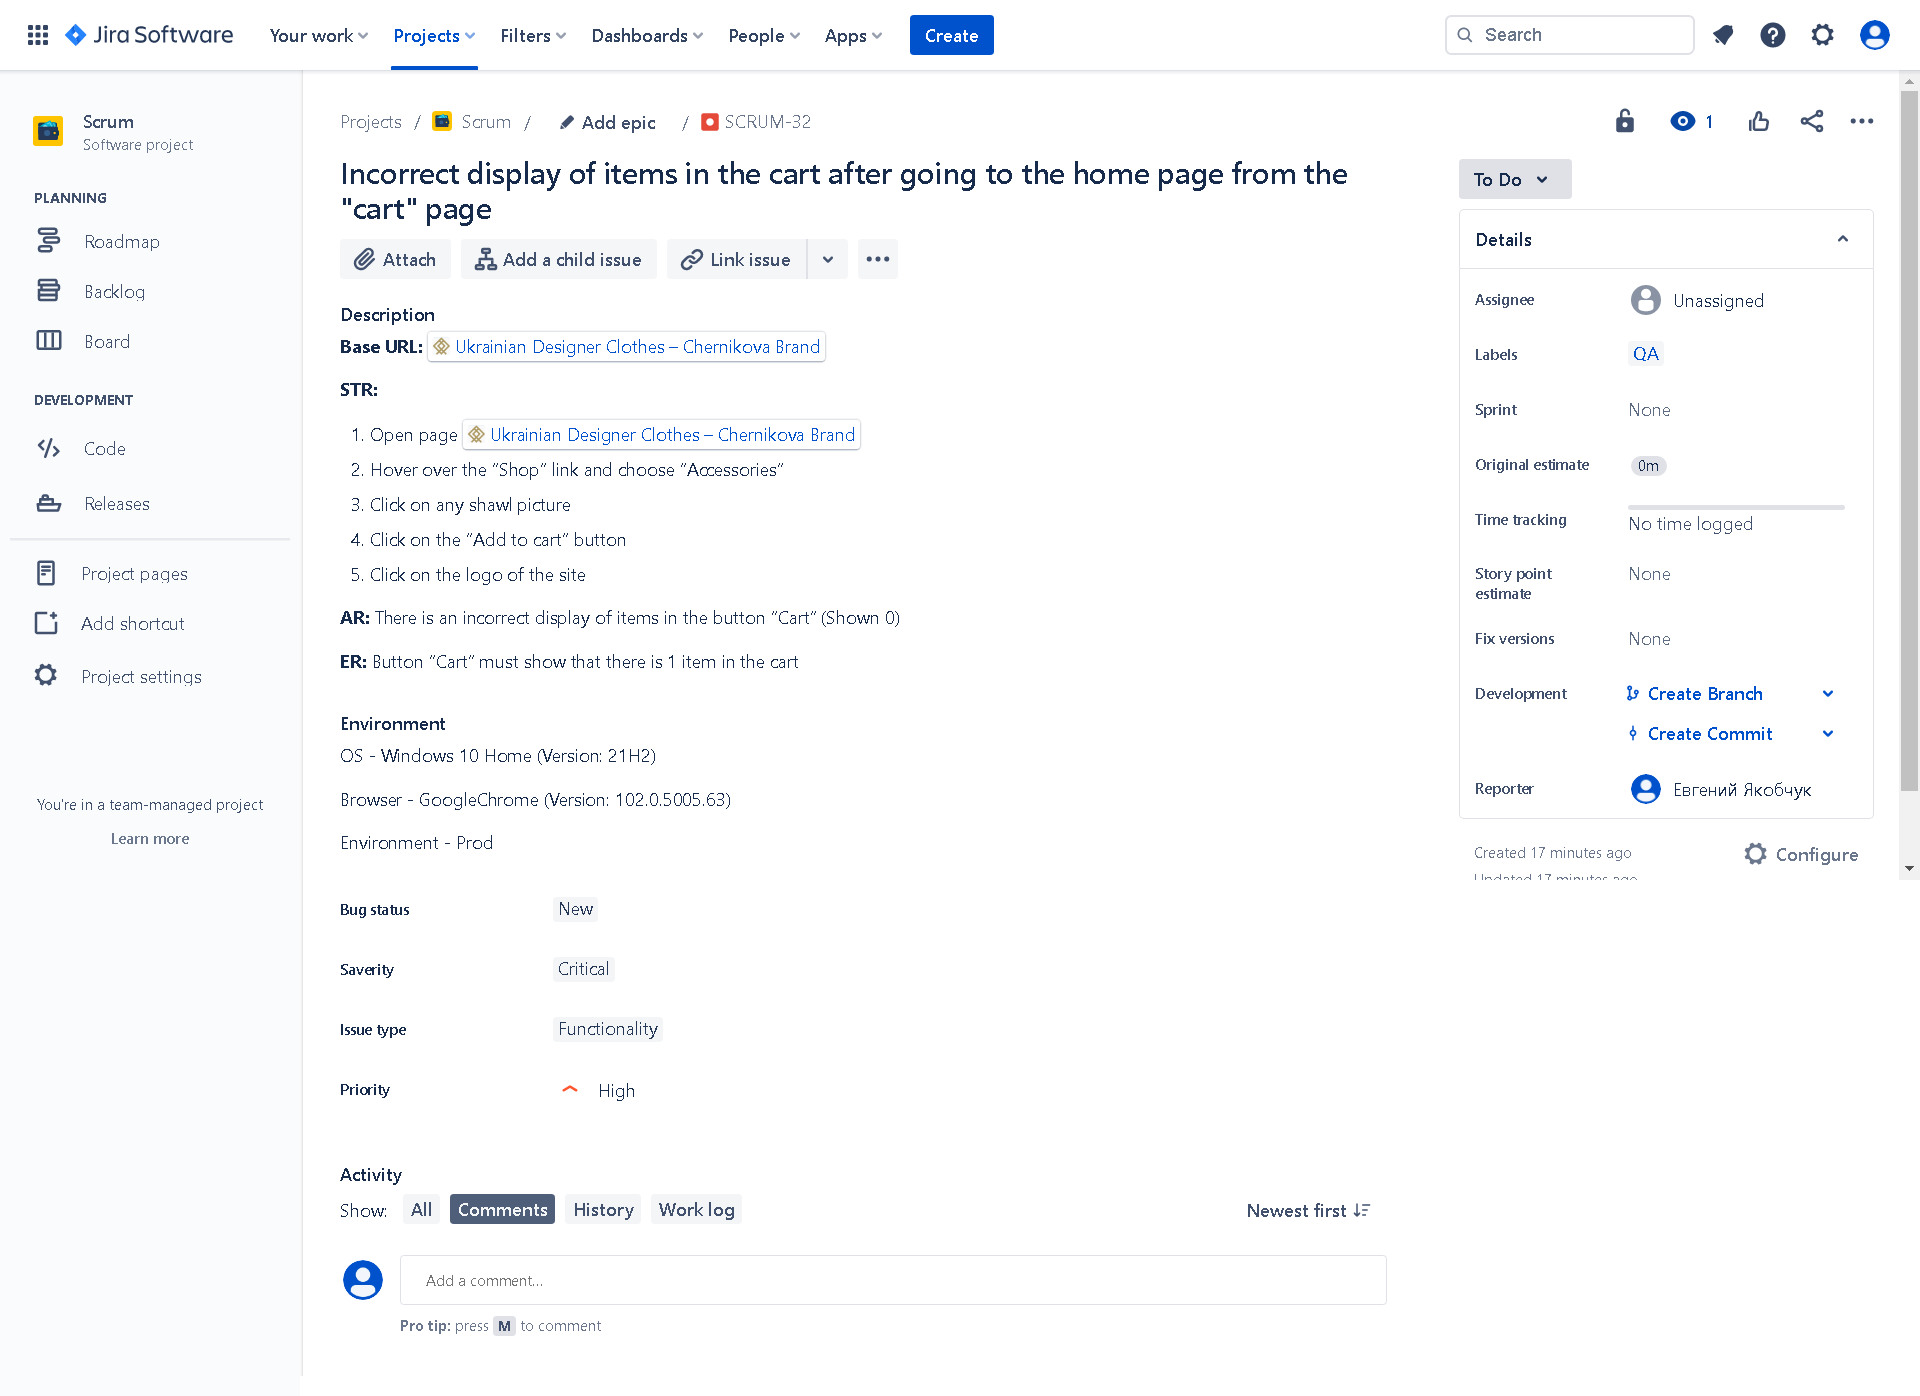 Jira Software
Your work
Projects
Filters
Dashboards
People
Apps
Create
Search
Scrum
Software project
PLANNING
Roadmap
Backlog
Board
DEVELOPMENT
Code
Releases
Project pages
Add shortcut
Project settings
You're in a team-managed project
Learn more
Projects / Scrum / Add epic / SCRUM-32
1
Incorrect display of items in the cart after going to the home page from the
"cart" page
Attach
Add a child issue
Link issue
Description
Base URL: Ukrainian Designer Clothes – Chernikova Brand
STR:
1. Open page Ukrainian Designer Clothes – Chernikova Brand
2. Hover over the “Shop” link and choose “Accessories”
3. Click on any shawl picture
4. Click on the “Add to cart” button
5. Click on the logo of the site
AR: There is an incorrect display of items in the button “Cart” (Shown 0)
ER: Button “Cart” must show that there is 1 item in the cart
Environment
OS - Windows 10 Home (Version: 21H2)
Browser - GoogleChrome (Version: 102.0.5005.63)
Environment - Prod
Bug status New
Saverity Critical
Issue type Functionality
Priority High
Activity
Show: All Comments History Work log
Newest first
Add a comment...
Pro tip: press M to comment
To Do
Details
Assignee Unassigned
Labels QA
Sprint None
Original estimate 0m
Time tracking No time logged
Story point
estimate
None
Fix versions None
Development Create Branch
Create Commit
Reporter Евгений Якобчук
Created 17 minutes ago
Configure
Updated 17 minutes ago